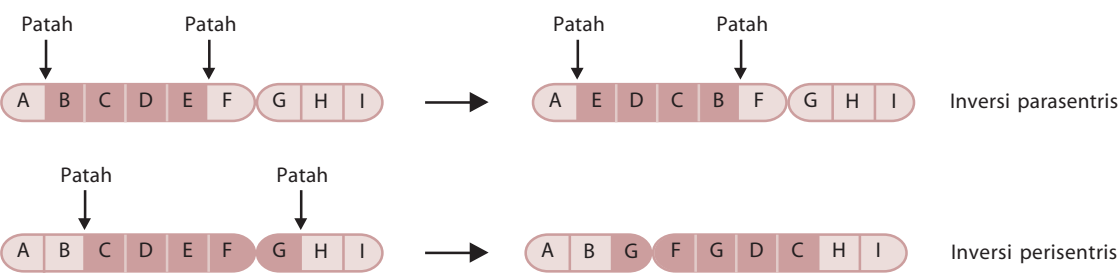 Patah Patah Patah Patah
A B C D E F G H I A E D C B F G H I Inversi parasentris
Patah Patah
A B C D E F G H I A B G F G D C H I Inversi perisentris